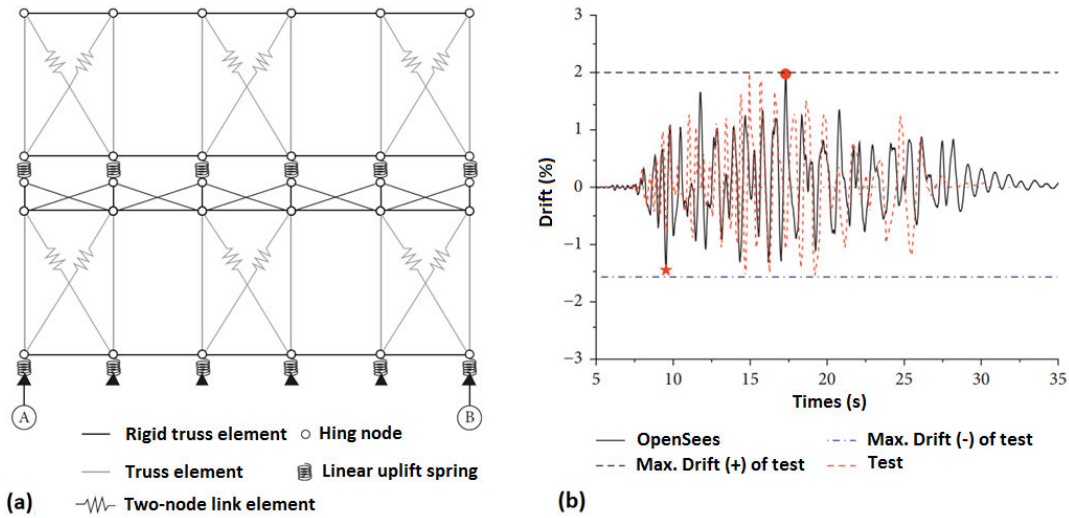 A
B
Rigid truss element
Hing node
Truss element
Linear uplift spring
(a)
Two-node link element
3
2
1
0
−1
−2
−3
Drift (%)
5
10
15
20
25
30
35
Times (s)
OpenSees
Max. Drift (-) of test
Max. Drift (+) of test
Test
(b)